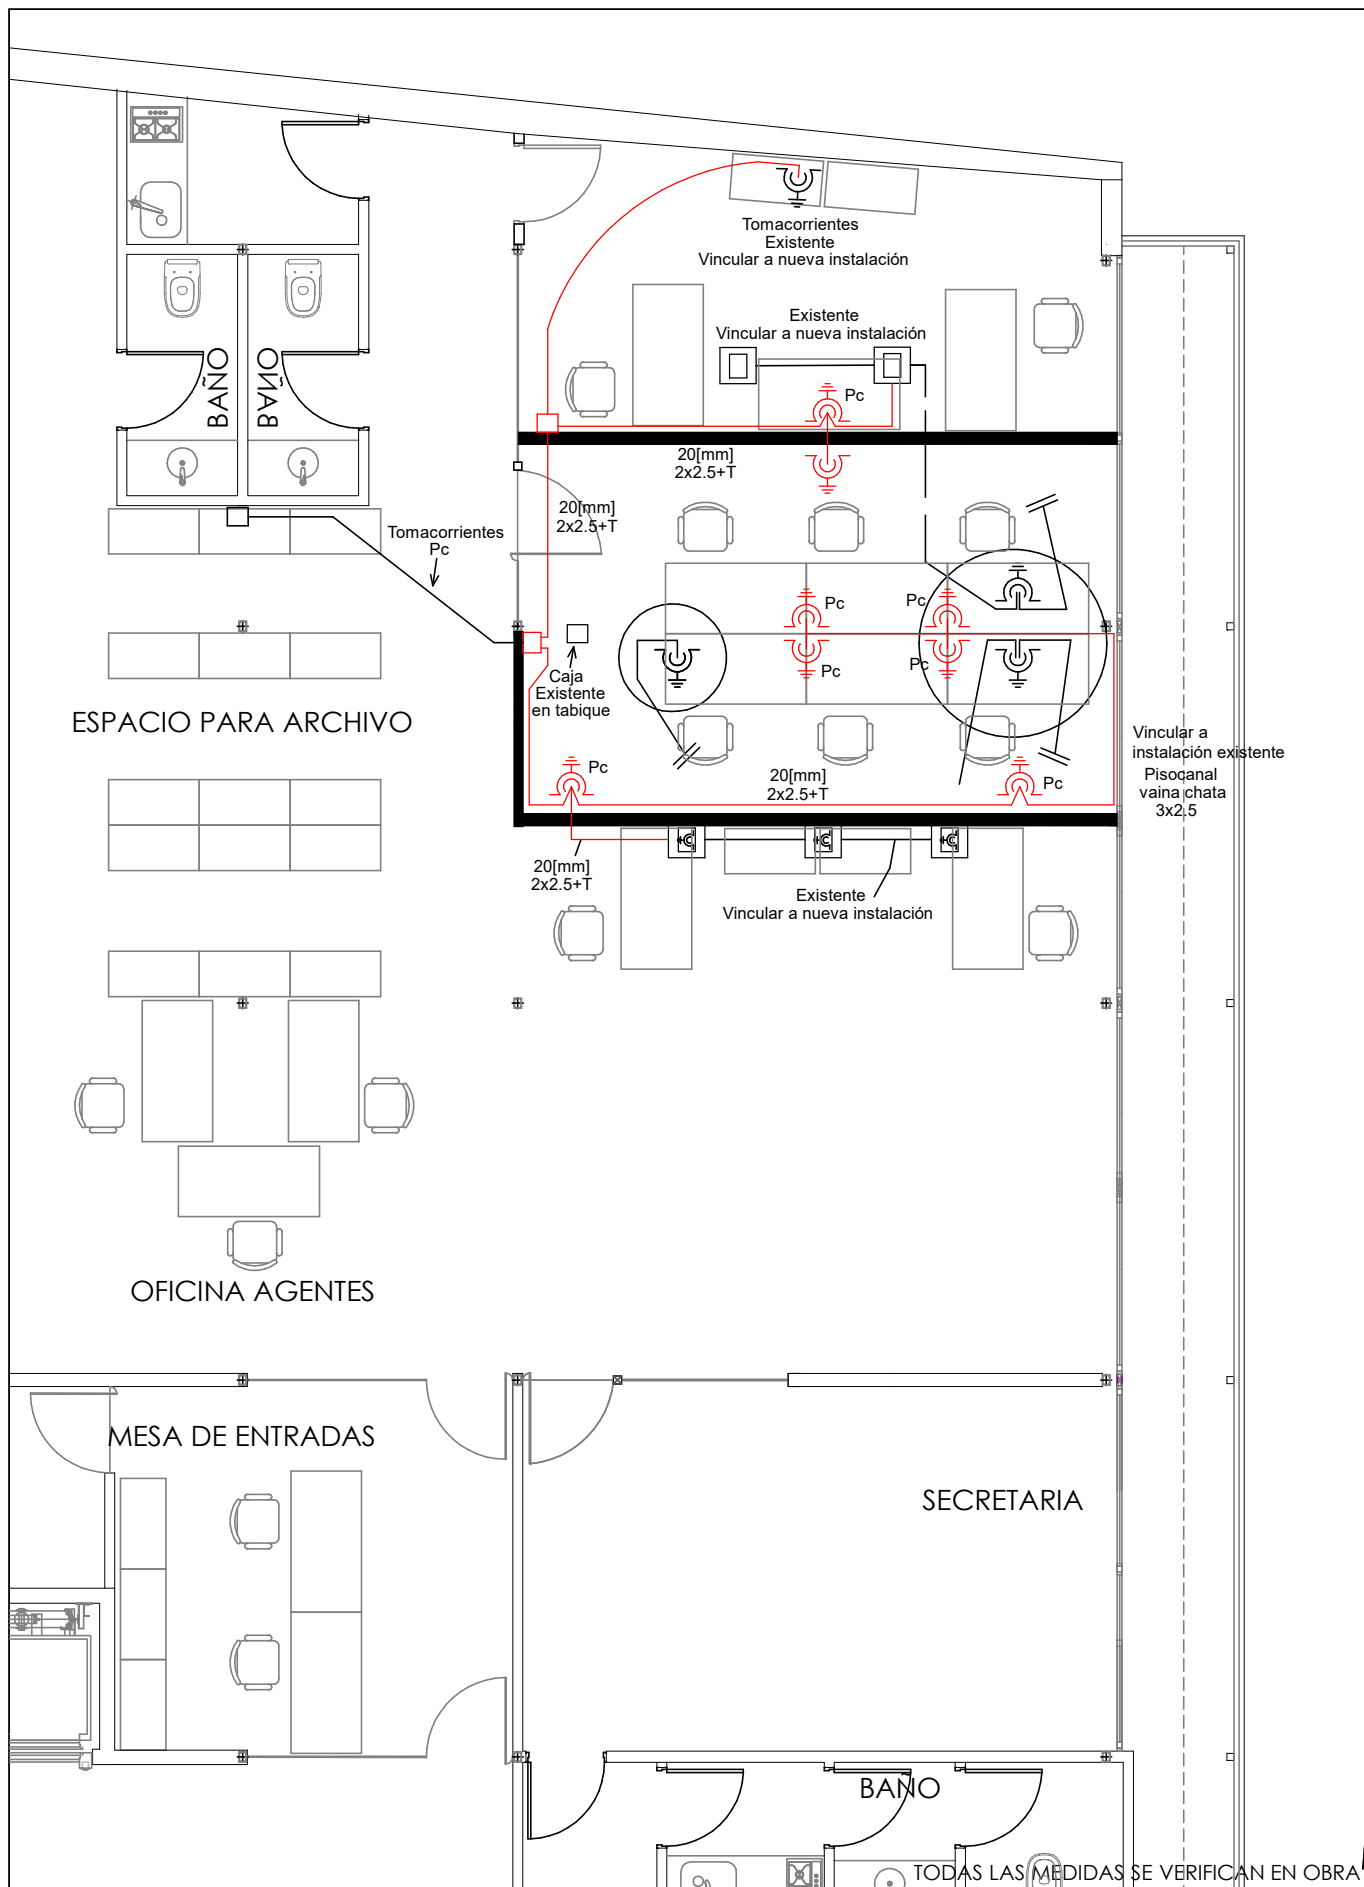 Tomacorrientes
Existente
Vincular a nueva instalación
Existente
Vincular a nueva instalación
Pc
BAÑO
BAÑO
20[mm]
2x2.5+T
20[mm]
2x2.5+T
Tomacorrientes
Pc
Pc
Pc
Pc
Pc
Caja
Existente
en tabique
ESPACIO PARA ARCHIVO
Vincular a
instalación existente
Pisocanal
vaina chata
3x2.5
Pc
20[mm]
2x2.5+T
Pc
20[mm]
2x2.5+T
Existente
Vincular a nueva instalación
OFICINA AGENTES
MESA DE ENTRADAS
SECRETARIA
BAÑO
TODAS LAS MEDIDAS SE VERIFICAN EN OBRA